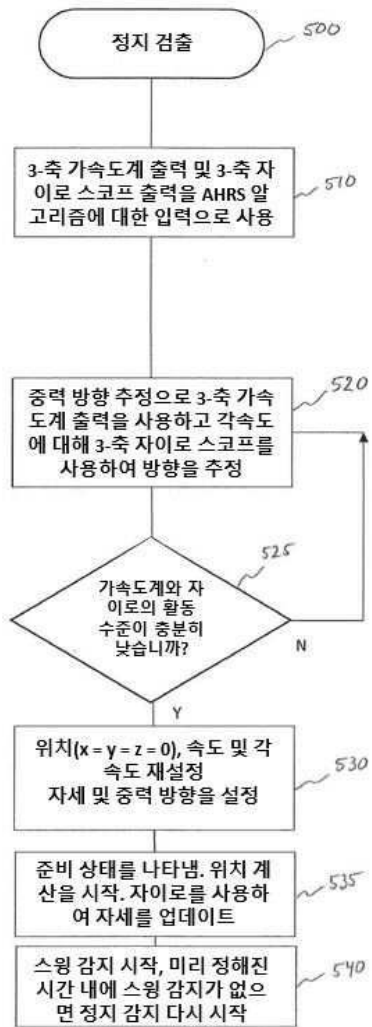 정지 검출
500
3-축 가속도계 출력 및 3-축 자
이로 스코프 출력을 AHRS 알
고리즘에 대한 입력으로 사용
510
중력 방향 추정으로 3-축 가속
도계 출력을 사용하고 각속도
에 대해 3-축 자이로 스코프를
사용하여 방향을 추정
520
가속도계와 자
이로의 활동
수준이 충분히
낮습니까?
525
N
Y
위치(x = y = z = 0), 속도 및 각
속도 재설정
자세 및 중력 방향을 설정
530
준비 상태를 나타냄. 위치 계
산을 시작. 자이로를 사용하
여 자세를 업데이트
535
스윙 감지 시작, 미리 정해진
시간 내에 스윙 감지가 없으
면 정지 감지 다시 시작
540